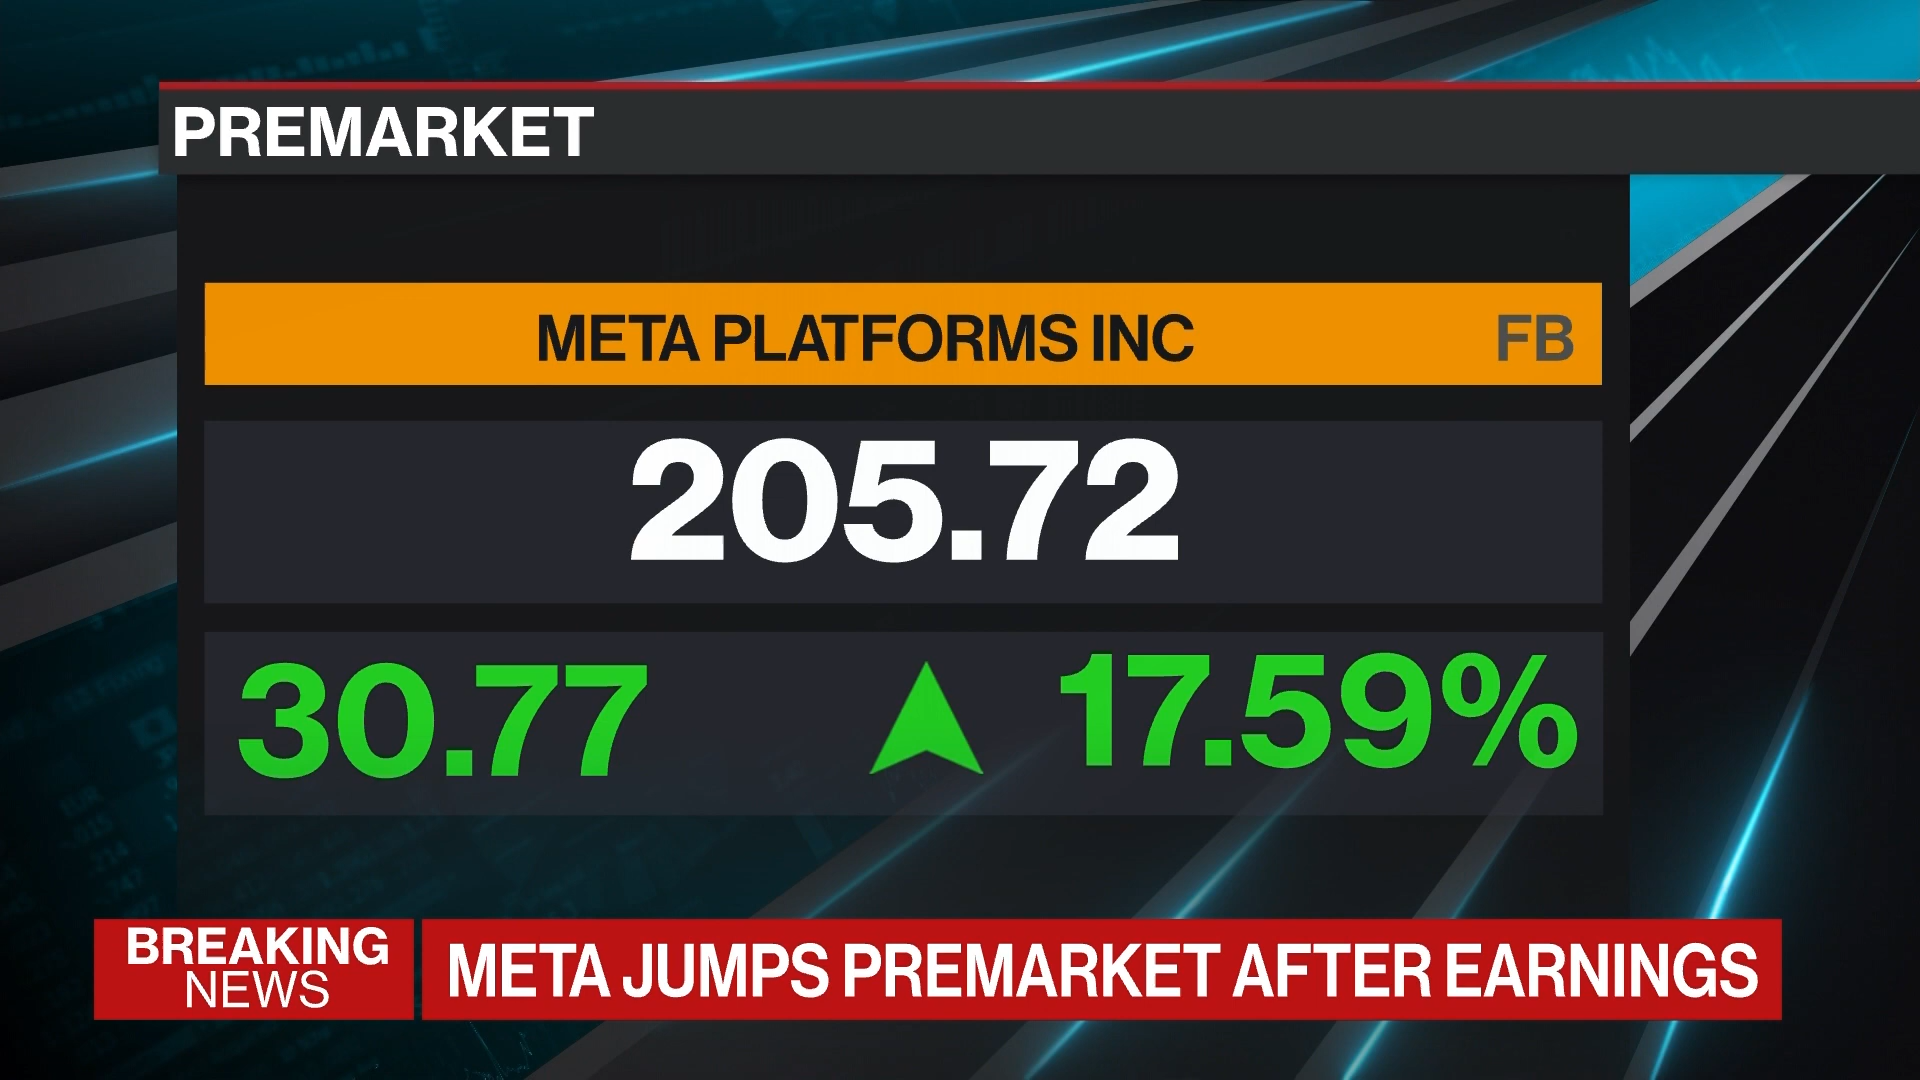 PREMARKET
META PLATFORMS INC FB
205.72
30.77 ▲ 17.59%
BREAKING NEWS
META JUMPS PREMARKET AFTER EARNINGS